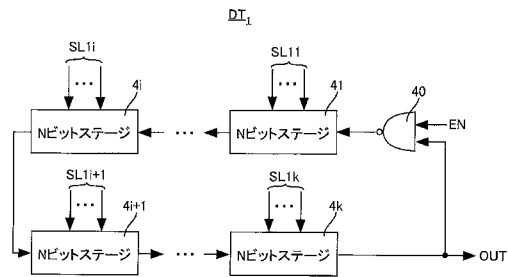 DT1
SL1i
SL11
4i
41
40
...
...
Nビットステージ
...
Nビットステージ
EN
SL1i+1
SL1k
4i+1
4k
...
...
Nビットステージ
...
Nビットステージ
OUT